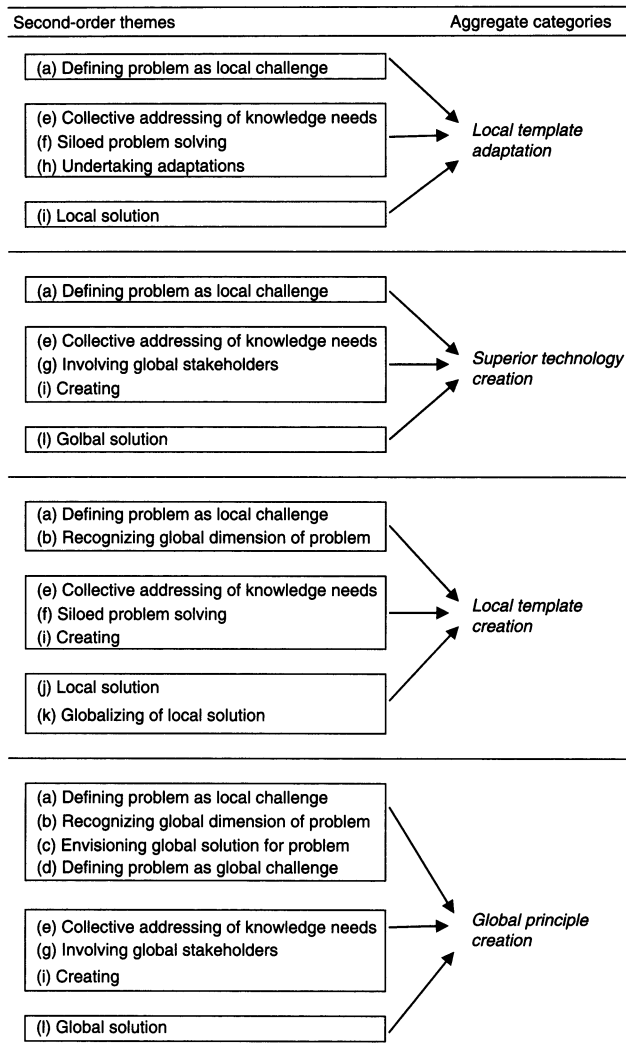 Second-order themes
Aggregate categories
(a) Defining problem as local challenge
(e) Collective addressing of knowledge needs
(f) Siloed problem solving
(h) Undertaking adaptations
(i) Local solution
Local template
adaptation
(a) Defining problem as local challenge
(e) Collective addressing of knowledge needs
(g) Involving global stakeholders
(i) Creating
(l) Golbal solution
Superior technology
creation
(a) Defining problem as local challenge
(b) Recognizing global dimension of problem
(e) Collective addressing of knowledge needs
(f) Siloed problem solving
(i) Creating
(j) Local solution
(k) Globalizing of local solution
Local template
creation
(a) Defining problem as local challenge
(b) Recognizing global dimension of problem
(c) Envisioning global solution for problem
(d) Defining problem as global challenge
(e) Collective addressing of knowledge needs
(g) Involving global stakeholders
(i) Creating
(l) Global solution
Global principle
creation